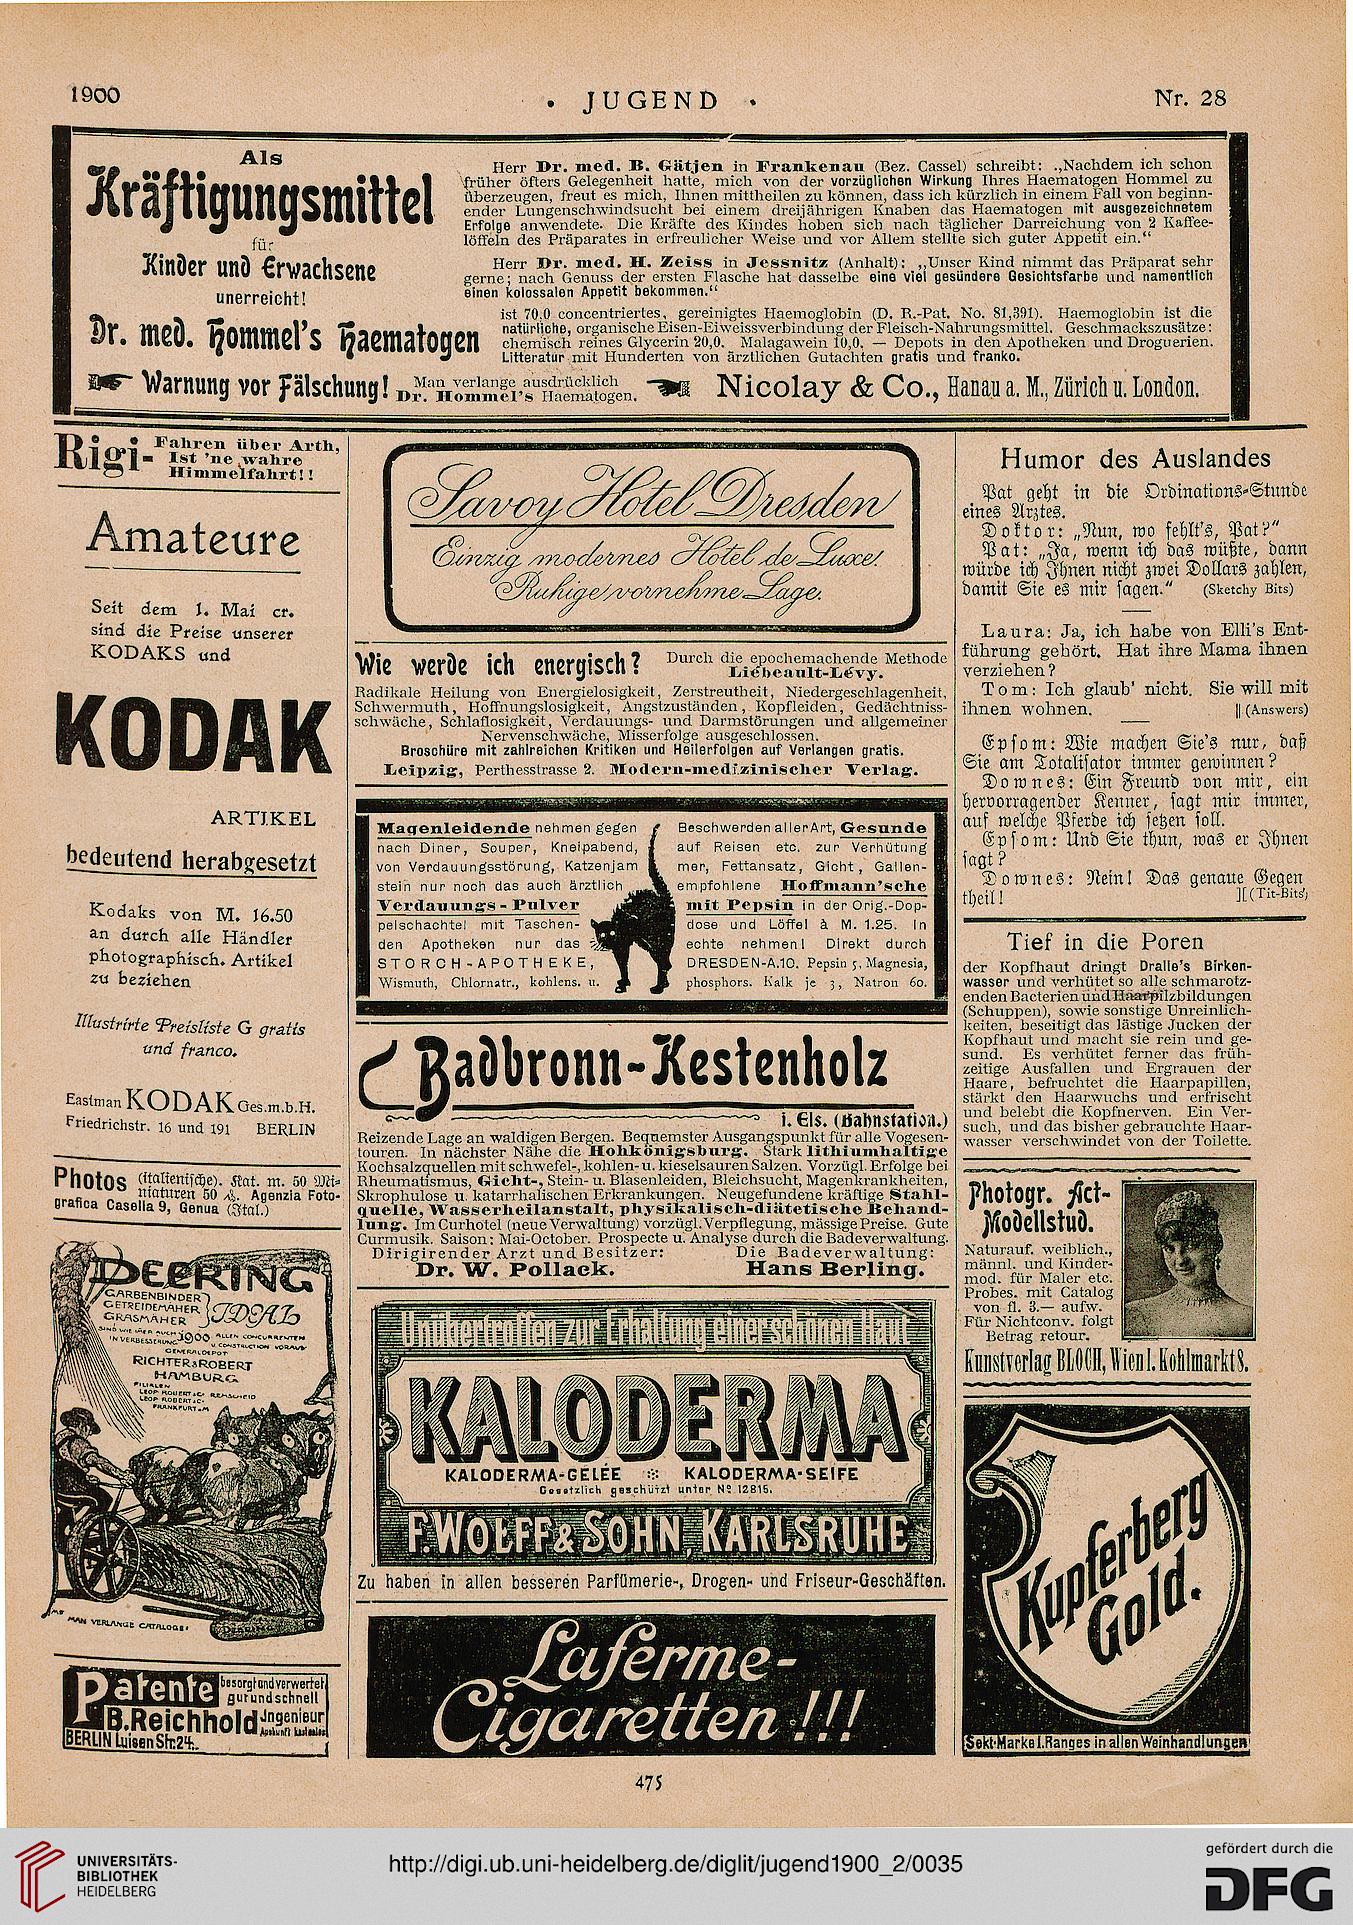 1900
• JUGEND •
Nr. 28
Als
Kräftigungsmittel
für
Kinder und Erwachsene
unerreicht!
Herr Dr. med. B. Gätjen in Frankenau (Bez. Cassel) schreibt: „Nachdem ich schon
früher öfters Gelegenheit hatte, mich von der vorzüglichen Wirkung Ihres Haematogen Hommel zu
überzeugen, freut es mich, Ihnen mittheilen zu können, dass ich kürzlich in einem Fall von beginn-
ender Lungenschwindsucht bei einem dreijährigen Knaben das Haematogen mit ausgezeichnetem
Erfolge anwendete. Die Kräfte des Kindes hoben sich nach täglicher Darreichung von 2 Kaffee-
löffeln des Präparates in erfreulicher Weise und vor Allem stellte sich guter Appetit ein.“
Herr Dr. med. H. Zeiss in Jessnitz (Anhalt): „Unser Kind nimmt das Präparat sehr
gerne; nach Genuss der ersten Flasche hat dasselbe eine viel gesündere Gesichtsfarbe und namentlich
einen kolossalen Appetit bekommen.“
Dr. med. Hommel's Haematogen
ist 70,0 concentriertes, gereinigtes Haemoglobin (D. R.-Pat. No. 81,391). Haemoglobin ist die
natürliche, organische Eisen-Eiweissverbindung der Fleisch-Nahrungsmittel. Geschmackszusätze:
chemisch reines Glycerin 20,0. Malagawein 10,0. — Depots in den Apotheken und Droguerien.
Litteratur mit Hunderten von ärztlichen Gutachten gratis und franko.
Warnung vor Fälschung! Man verlange ausdrücklich
Dr. Hommel's Haematogen.
Nicolay & Co., Hanau a. M., Zürich u. London.
Rigi- Fahren über Arth,
Ist 'ne wahre
Himmelfahrt!!
Amateure
Seit dem 1. Mai cr.
sind die Preise unserer
KODAKS und
KODAK
ARTIKEL
bedeutend herabgesetzt
Kodaks von M. 16.50
an durch alle Händler
photographisch. Artikel
zu beziehen
Illustrirte Preisliste G gratis
und franco.
Eastman KODAK Ges.m.b.H.
Friedrichstr. 16 und 191 BERLIN
Photos (italienische). Kat. m. 50 Mi-
niaturen 50 ₰. Agenzia Foto-
grafica Casella 9, Genua (Ital.)
DEERING
GARBENBINDER
GETREIDEMÄHER
GRASMÄHER
IDEAL
SIND WIE IMMER AUCH 1900 ALLEN CONCURRENTEN
IN VERBESSERUNG U. CONSTRUCTION VORAUS
GENERALDEPOT
RICHTER & ROBERT
HAMBURG
FILIALEN
LEOP ROBERT & Co REMSCHEID
LEOP ROBERT & Co
FRANKFURT a.M
MAN VERLANGE CATALOGE!
Patente besorgt und verwertet
gut und schnell
B.Reichhold Ingenieur
BERLIN Luisen Str.24. Auskunft kostenlos
Savoy Hotel Dresden
Einzig modernes Hotel de Luxe.
Ruhige, vornehme Lage.
Wie werde ich energisch? Durch die epochemachende Methode
Liébeault-Lévy.
Radikale Heilung von Energielosigkeit, Zerstreutheit, Niedergeschlagenheit,
Schwermuth, Hoffnungslosigkeit, Angstzuständen, Kopfleiden, Gedächtniss-
schwäche, Schlaflosigkeit, Verdauungs- und Darmstörungen und allgemeiner
Nervenschwäche, Misserfolge ausgeschlossen.
Broschüre mit zahlreichen Kritiken und Heilerfolgen auf Verlangen gratis.
Leipzig, Perthesstrasse 2. Modern-medizinischer Verlag.
Magenleidende nehmen gegen Beschwerden aller Art, Gesunde
nach Diner, Souper, Kneipabend, auf Reisen etc. zur Verhütung
von Verdauungsstörung, Katzenjammer, Fettansatz, Gicht, Gallen-
stein nur noch das auch ärztlich empfohlene Hoffmann'sche
Verdauungs-Pulver mit Pepsin in der Orig.-Dop-
pelschachtel mit Taschen- dose und Löffel à M. 1.25. In
den Apotheken nur das echte nehmen! Direkt durch
STORCH-APOTHEKE, DRESDEN-A.10. Pepsin 5, Magnesia,
Wismuth, Chlornatr., kohlens. u. phosphors. Kalk je 3, Natron 60.
Badbronn-Kestenholz
i. Els. (Bahnstation.)
Reizende Lage an waldigen Bergen. Bequemster Ausgangspunkt für alle Vogesen-
touren. In nächster Nähe die Hohkönigsburg. Stark lithiumhaltige
Kochsalzquellen mit schwefel-, kohlen- u. kieselsauren Salzen. Vorzügl. Erfolge bei
Rheumatismus, Gicht-, Stein- u. Blasenleiden, Bleichsucht, Magenkrankheiten,
Skrophulose u. katarrhalischen Erkrankungen. Neugefundene kräftige Stahl-
quelle, Wasserheilanstalt, physikalisch-diätetische Behand-
lung. Im Curhotel (neue Verwaltung) vorzügl. Verpflegung, mässige Preise. Gute
Curmusik. Saison: Mai-October. Prospecte u. Analyse durch die Badeverwaltung.
Dirigirender Arzt und Besitzer: Die Badeverwaltung:
Dr. W. Pollack. Hans Berling.
Unübertroffen zur Erhaltung einer schönen Haut
KALODERMA
KALODERMA-GELÉE KALODERMA-SEIFE
Gesetzlich geschützt unter Nº 12815.
F. WOLFF & SOHN, KARLSRUHE
Zu haben in allen besseren Parfümerie-, Drogen- und Friseur-Geschäften.
Laferme-
Cigaretten!!!
Humor des Auslandes
Pat geht in die Ordinations-Stunde
eines Arztes.
Doktor: „Nun, wo fehlt's, Pat?“
Pat: „Ja, wenn ich das wüßte, dann
würde ich Ihnen nicht zwei Dollars zahlen,
damit Sie es mir sagen.“ (Sketchy Bits)
Laura: Ja, ich habe von Elli's Ent-
führung gehört. Hat ihre Mama ihnen
verziehen?
Tom: Ich glaub' nicht. Sie will mit
ihnen wohnen. (Answers)
Epsom: Wie machen Sie's nur, daß
Sie am Totalisator immer gewinnen?
Downes: Ein Freund von mir, ein
hervorragender Kenner, sagt mir immer,
auf welche Pferde ich setzen soll.
Epsom: Und Sie thun, was er Ihnen
sagt?
Downes: Nein! Das genaue Gegen
theil! (Tit-Bits)
Tief in die Poren
der Kopfhaut dringt Dralle's Birken-
wasser und verhütet so alle schmarotz-
enden Bacterien und Haarpilzbildungen
(Schuppen), sowie sonstige Unreinlich-
keiten, beseitigt das lästige Jucken der
Kopfhaut und macht sie rein und ge-
sund. Es verhütet ferner das früh-
zeitige Ausfallen und Ergrauen der
Haare, befruchtet die Haarpapillen,
stärkt den Haarwuchs und erfrischt
und belebt die Kopfnerven. Ein Ver-
such, und das bisher gebrauchte Haar-
wasser verschwindet von der Toilette.
Photogr. Act-
Modellstud.
Naturauf. weiblich.,
männl. und Kinder-
mod. für Maler etc.
Probes. mit Catalog
von fl. 3.— aufw.
Für Nichtconv. folgt
Betrag retour.
Kunstverlag BLOCH, Wien I. Kohlmarkt 8.
Kupferberg
Gold.
Sekt-Marke I. Ranges in allen Weinhandlungen
475
UNIVERSITÄTS-
BIBLIOTHEK
HEIDELBERG
http://digi.ub.uni-heidelberg.de/diglit/jugend1900_2/0035
gefördert durch die
DFG